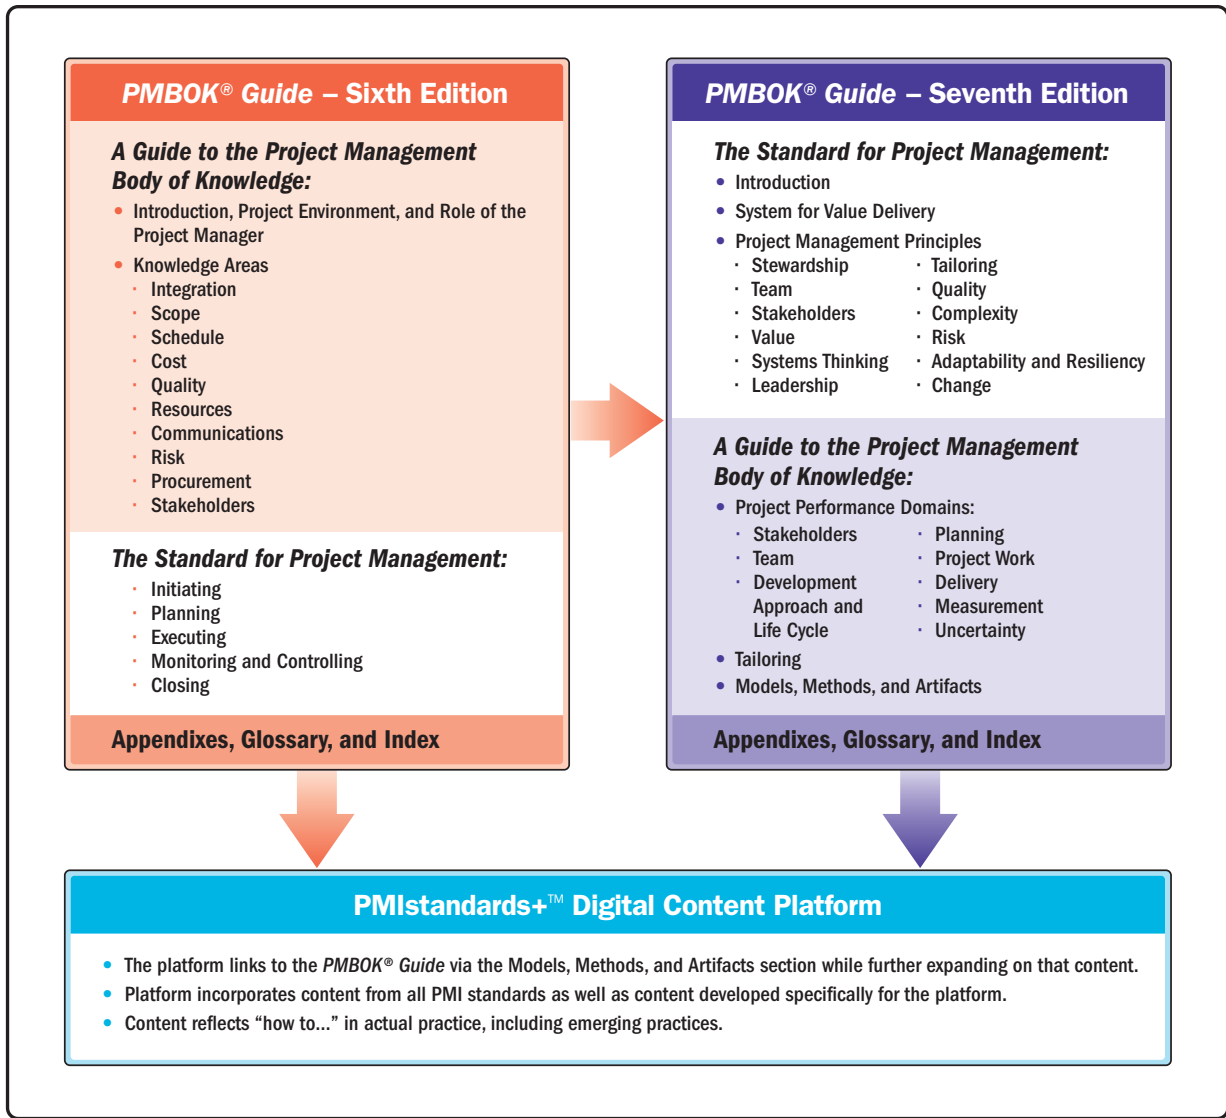 PMBOK® Guide – Sixth Edition
A Guide to the Project Management
Body of Knowledge:
• Introduction, Project Environment, and Role of the
Project Manager
• Knowledge Areas
· Integration
· Scope
· Schedule
· Cost
· Quality
· Resources
· Communications
· Risk
· Procurement
· Stakeholders
The Standard for Project Management:
· Initiating
· Planning
· Executing
· Monitoring and Controlling
· Closing
Appendixes, Glossary, and Index
PMBOK® Guide – Seventh Edition
The Standard for Project Management:
• Introduction
• System for Value Delivery
• Project Management Principles
· Stewardship
· Team
· Stakeholders
· Value
· Systems Thinking
· Leadership
· Tailoring
· Quality
· Complexity
· Risk
· Adaptability and Resiliency
· Change
A Guide to the Project Management
Body of Knowledge:
• Project Performance Domains:
· Stakeholders
· Team
· Development
Approach and
Life Cycle
· Planning
· Project Work
· Delivery
· Measurement
· Uncertainty
• Tailoring
• Models, Methods, and Artifacts
Appendixes, Glossary, and Index
PMIstandards+™ Digital Content Platform
• The platform links to the PMBOK® Guide via the Models, Methods, and Artifacts section while further expanding on that content.
• Platform incorporates content from all PMI standards as well as content developed specifically for the platform.
• Content reflects “how to...” in actual practice, including emerging practices.